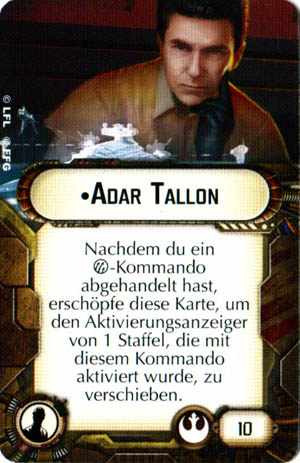 © LFL © FFG
•Adar Tallon
Nachdem du ein
-Kommando
abgehandelt hast,
erschöpfe diese Karte, um
den Aktivierungsanzeiger
von 1 Staffel, die mit
diesem Kommando
aktiviert wurde, zu
verschieben.
10